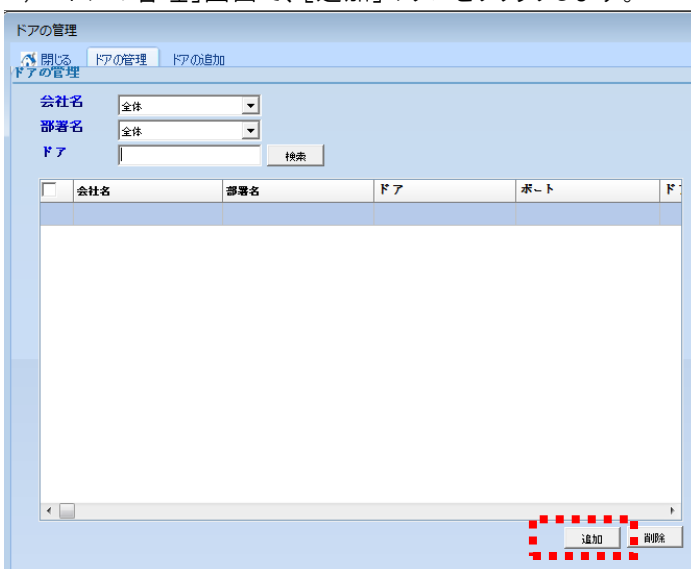 ドアの管理
閉じる ドアの管理 ドアの追加
ドアの管理
会社名 全体
部署名 全体
ドア 検索
会社名 部署名 ドア ポート
追加 削除